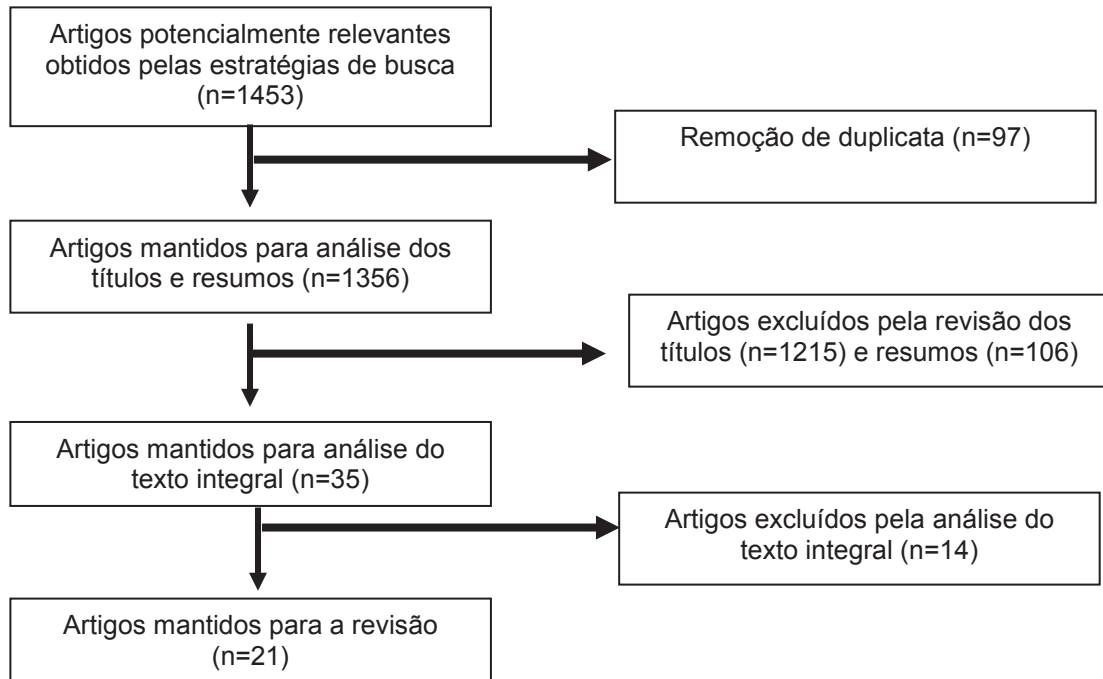 Artigos potencialmente relevantes
obtidos pelas estratégias de busca
(n=1453)
Remoção de duplicata (n=97)
Artigos mantidos para análise dos
títulos e resumos (n=1356)
Artigos excluídos pela revisão dos
títulos (n=1215) e resumos (n=106)
Artigos mantidos para análise do
texto integral (n=35)
Artigos excluídos pela análise do
texto integral (n=14)
Artigos mantidos para a revisão
(n=21)